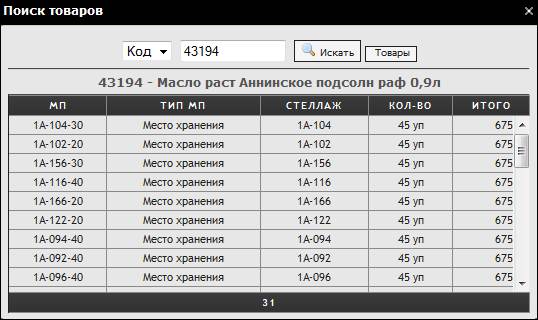 Поиск товаров
Код 43194 Искать Товары
43194 - Масло раст Аннинское подсолн раф 0,9л
МП ТИП МП СТЕЛЛАЖ КОЛ-ВО ИТОГО
1А-104-30 Место хранения 1А-104 45 уп 675
1А-102-20 Место хранения 1А-102 45 уп 675
1А-156-30 Место хранения 1А-156 45 уп 675
1А-116-40 Место хранения 1А-116 45 уп 675
1А-166-20 Место хранения 1А-166 45 уп 675
1А-122-20 Место хранения 1А-122 45 уп 675
1А-094-40 Место хранения 1А-094 45 уп 675
1А-092-40 Место хранения 1А-092 45 уп 675
1А-096-40 Место хранения 1А-096 45 уп 675
31